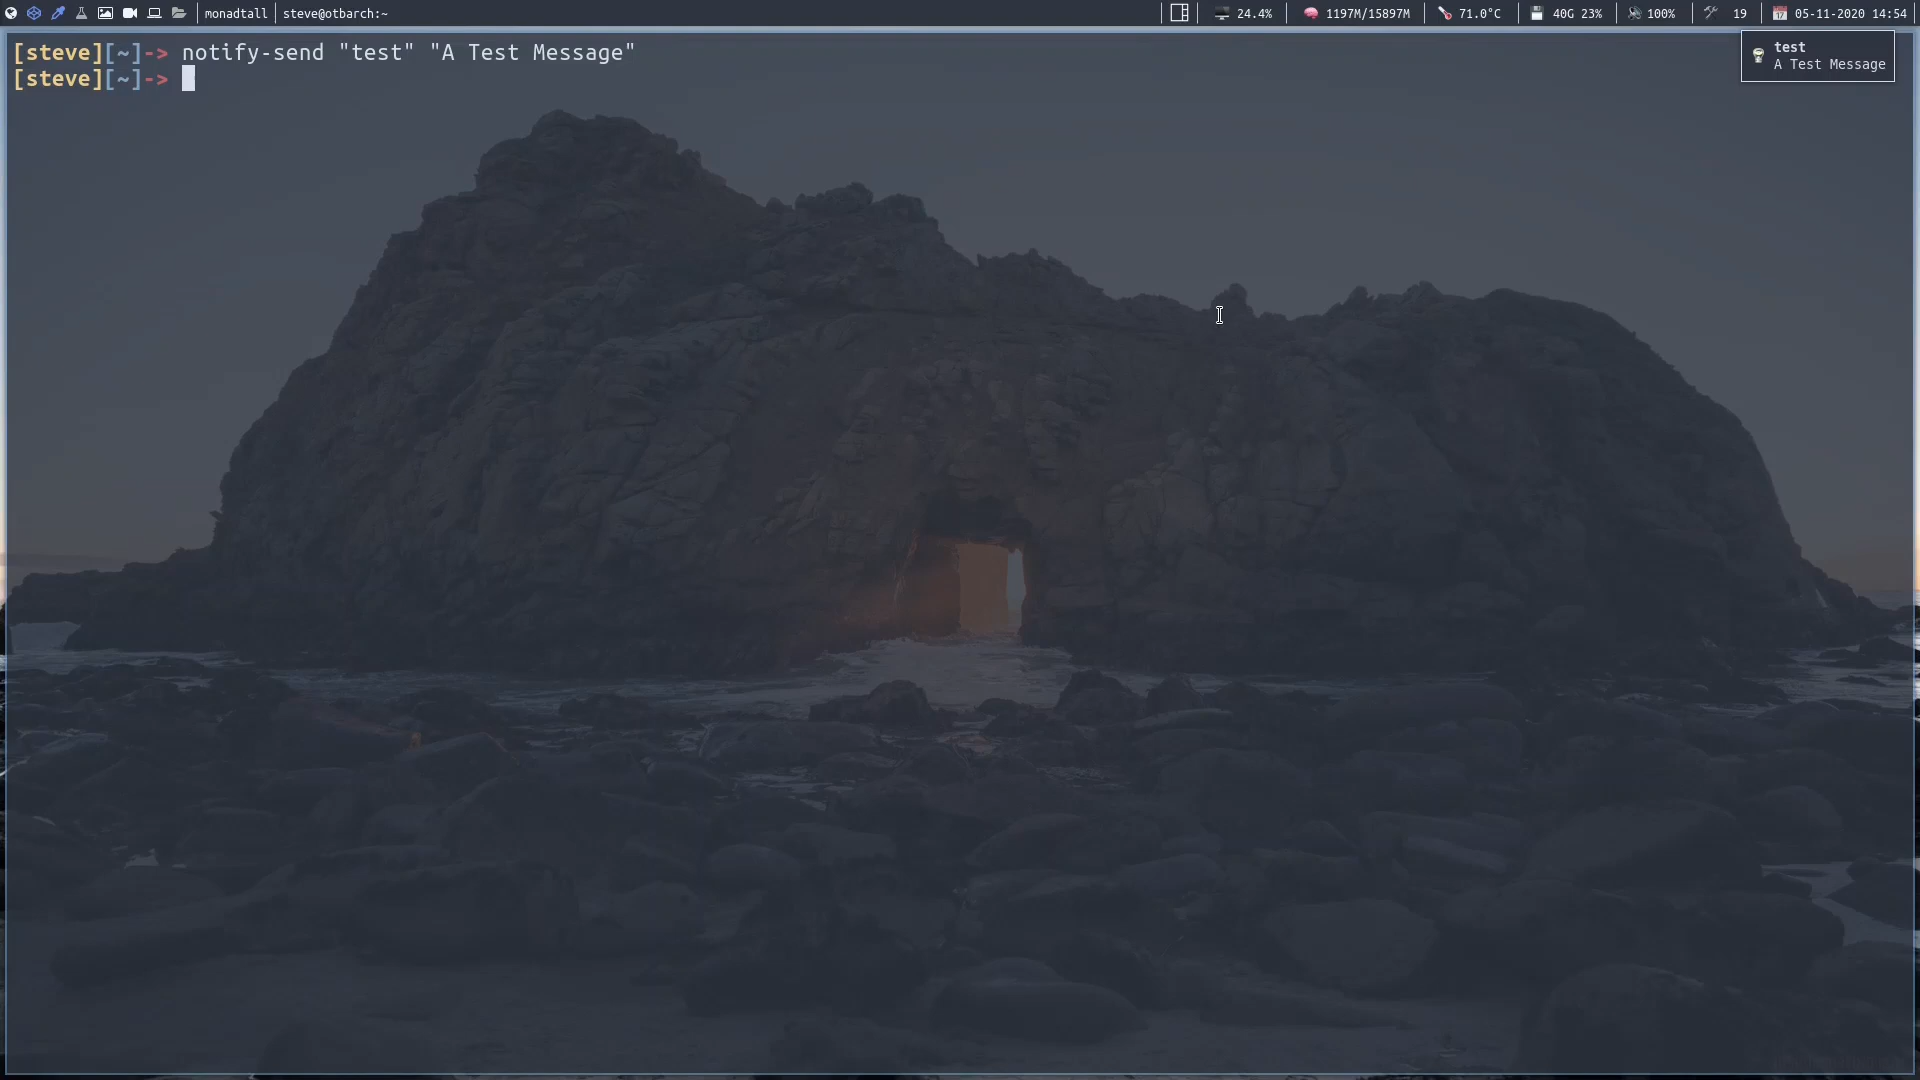 monadtall steve@otbarch:~ 24.4% 1197M/15897M 71.0°C 40G 23% 100% 19 05-11-2020 14:54
[steve][~]-> notify-send "test" "A Test Message"
[steve][~]->
test
A Test Message